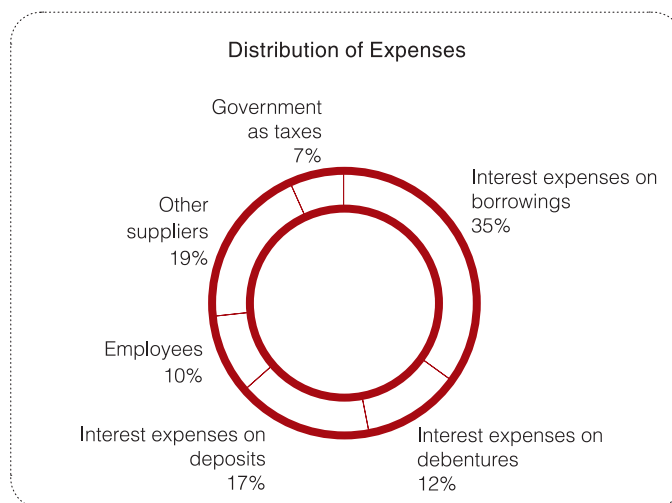 Distribution of Expenses
Government
as taxes
7%
Interest expenses on
borrowings
35%
Other
suppliers
19%
Employees
10%
Interest expenses on
deposits
17%
Interest expenses on
debentures
12%